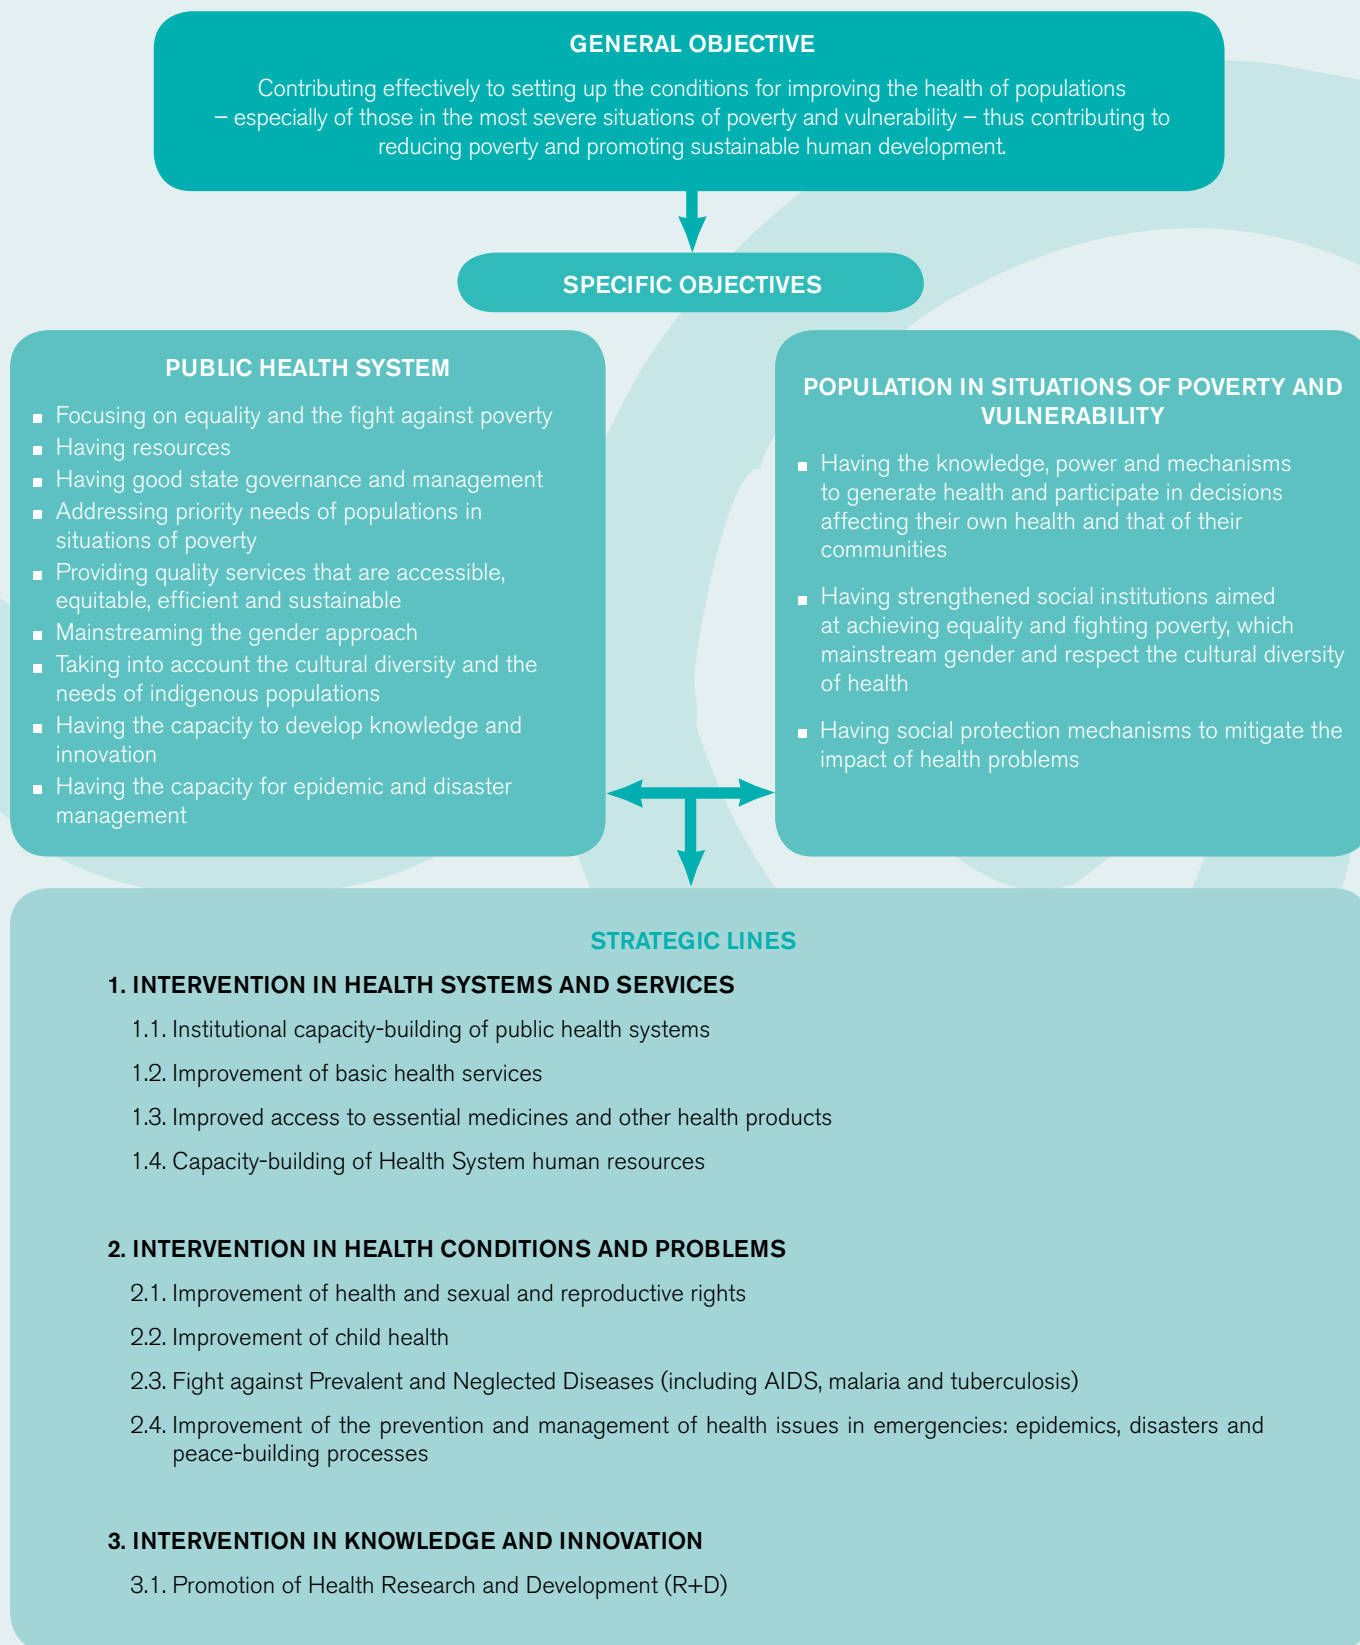 GENERAL OBJECTIVE
Contributing effectively to setting up the conditions for improving the health of populations
– especially of those in the most severe situations of poverty and vulnerability – thus contributing to
reducing poverty and promoting sustainable human development.
SPECIFIC OBJECTIVES
PUBLIC HEALTH SYSTEM
■ Focusing on equality and the fight against poverty
■ Having resources
■ Having good state governance and management
■ Addressing priority needs of populations in
situations of poverty
■ Providing quality services that are accessible,
equitable, efficient and sustainable
■ Mainstreaming the gender approach
■ Taking into account the cultural diversity and the
needs of indigenous populations
■ Having the capacity to develop knowledge and
innovation
■ Having the capacity for epidemic and disaster
management
POPULATION IN SITUATIONS OF POVERTY AND
VULNERABILITY
■ Having the knowledge, power and mechanisms
to generate health and participate in decisions
affecting their own health and that of their
communities
■ Having strengthened social institutions aimed
at achieving equality and fighting poverty, which
mainstream gender and respect the cultural diversity
of health
■ Having social protection mechanisms to mitigate the
impact of health problems
STRATEGIC LINES
1. INTERVENTION IN HEALTH SYSTEMS AND SERVICES
1.1. Institutional capacity-building of public health systems
1.2. Improvement of basic health services
1.3. Improved access to essential medicines and other health products
1.4. Capacity-building of Health System human resources
2. INTERVENTION IN HEALTH CONDITIONS AND PROBLEMS
2.1. Improvement of health and sexual and reproductive rights
2.2. Improvement of child health
2.3. Fight against Prevalent and Neglected Diseases (including AIDS, malaria and tuberculosis)
2.4. Improvement of the prevention and management of health issues in emergencies: epidemics, disasters and
peace-building processes
3. INTERVENTION IN KNOWLEDGE AND INNOVATION
3.1. Promotion of Health Research and Development (R+D)